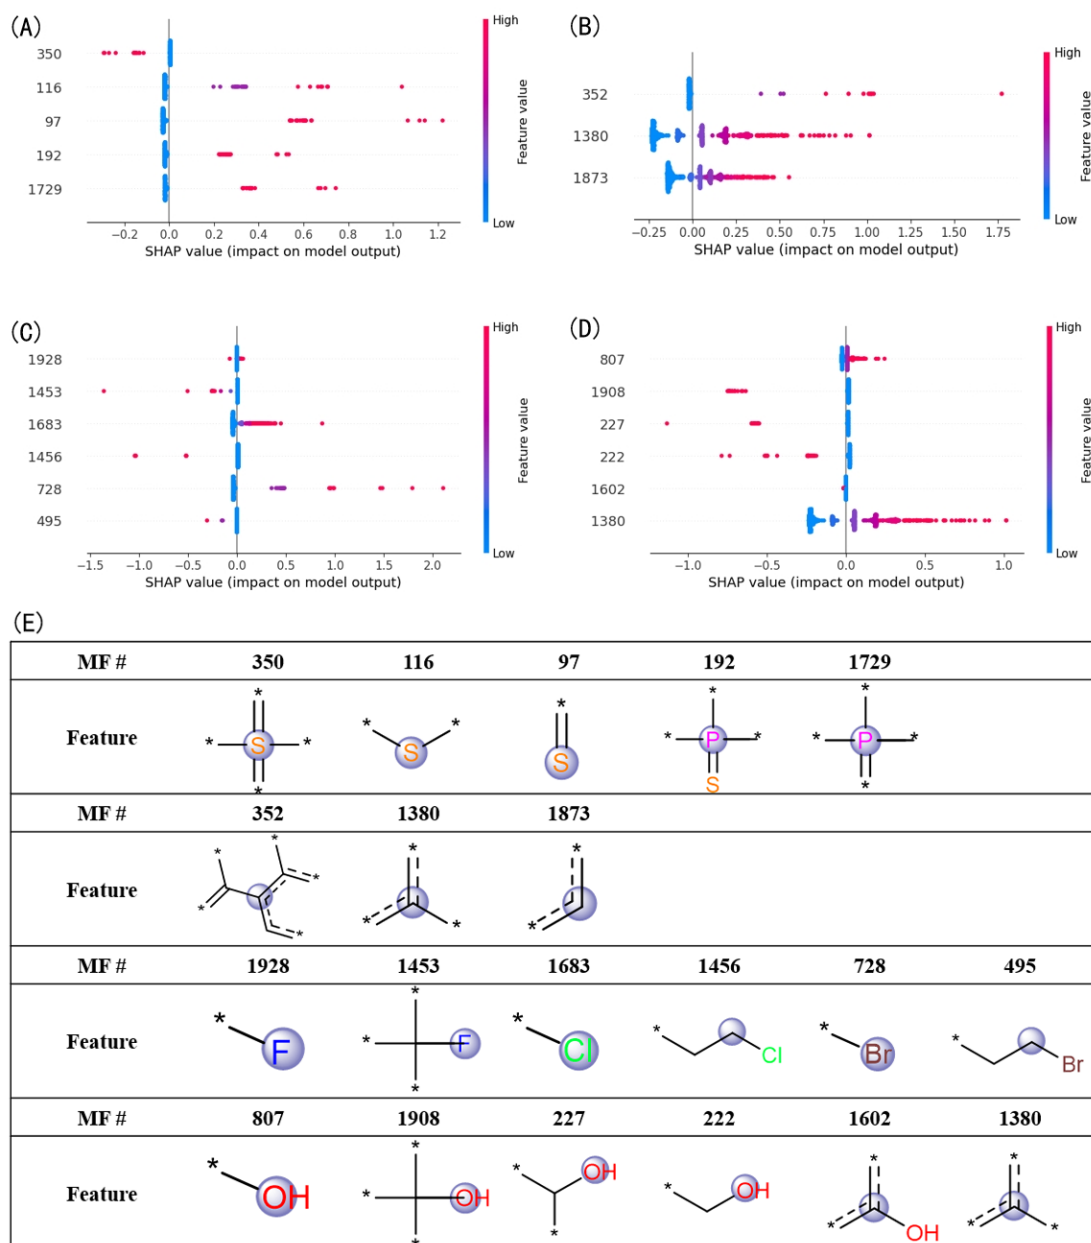 (A)
High
350
116
97
192
1729
Feature value
Low
−0.2 0.0 0.2 0.4 0.6 0.8 1.0 1.2
SHAP value (impact on model output)
(B)
High
352
1380
1873
Feature value
Low
−0.25 0.00 0.25 0.50 0.75 1.00 1.25 1.50 1.75
SHAP value (impact on model output)
(C)
High
1928
1453
1683
1456
728
495
Feature value
Low
−1.5 −1.0 −0.5 0.0 0.5 1.0 1.5 2.0
SHAP value (impact on model output)
(D)
High
807
1908
227
222
1602
1380
Feature value
Low
−1.0 −0.5 0.0 0.5 1.0
SHAP value (impact on model output)
(E)
MF # 350 116 97 192 1729
Feature
* * S * *
* S *
* S
* * P * S
* * P * *
MF # 352 1380 1873
Feature
* * * * *
* * *
* *
MF # 1928 1453 1683 1456 728 495
Feature
* F
* * F *
* Cl
* Cl
* Br
* Br
MF # 807 1908 227 222 1602 1380
Feature
* OH
* * OH *
* OH *
* OH
* * OH
* * *